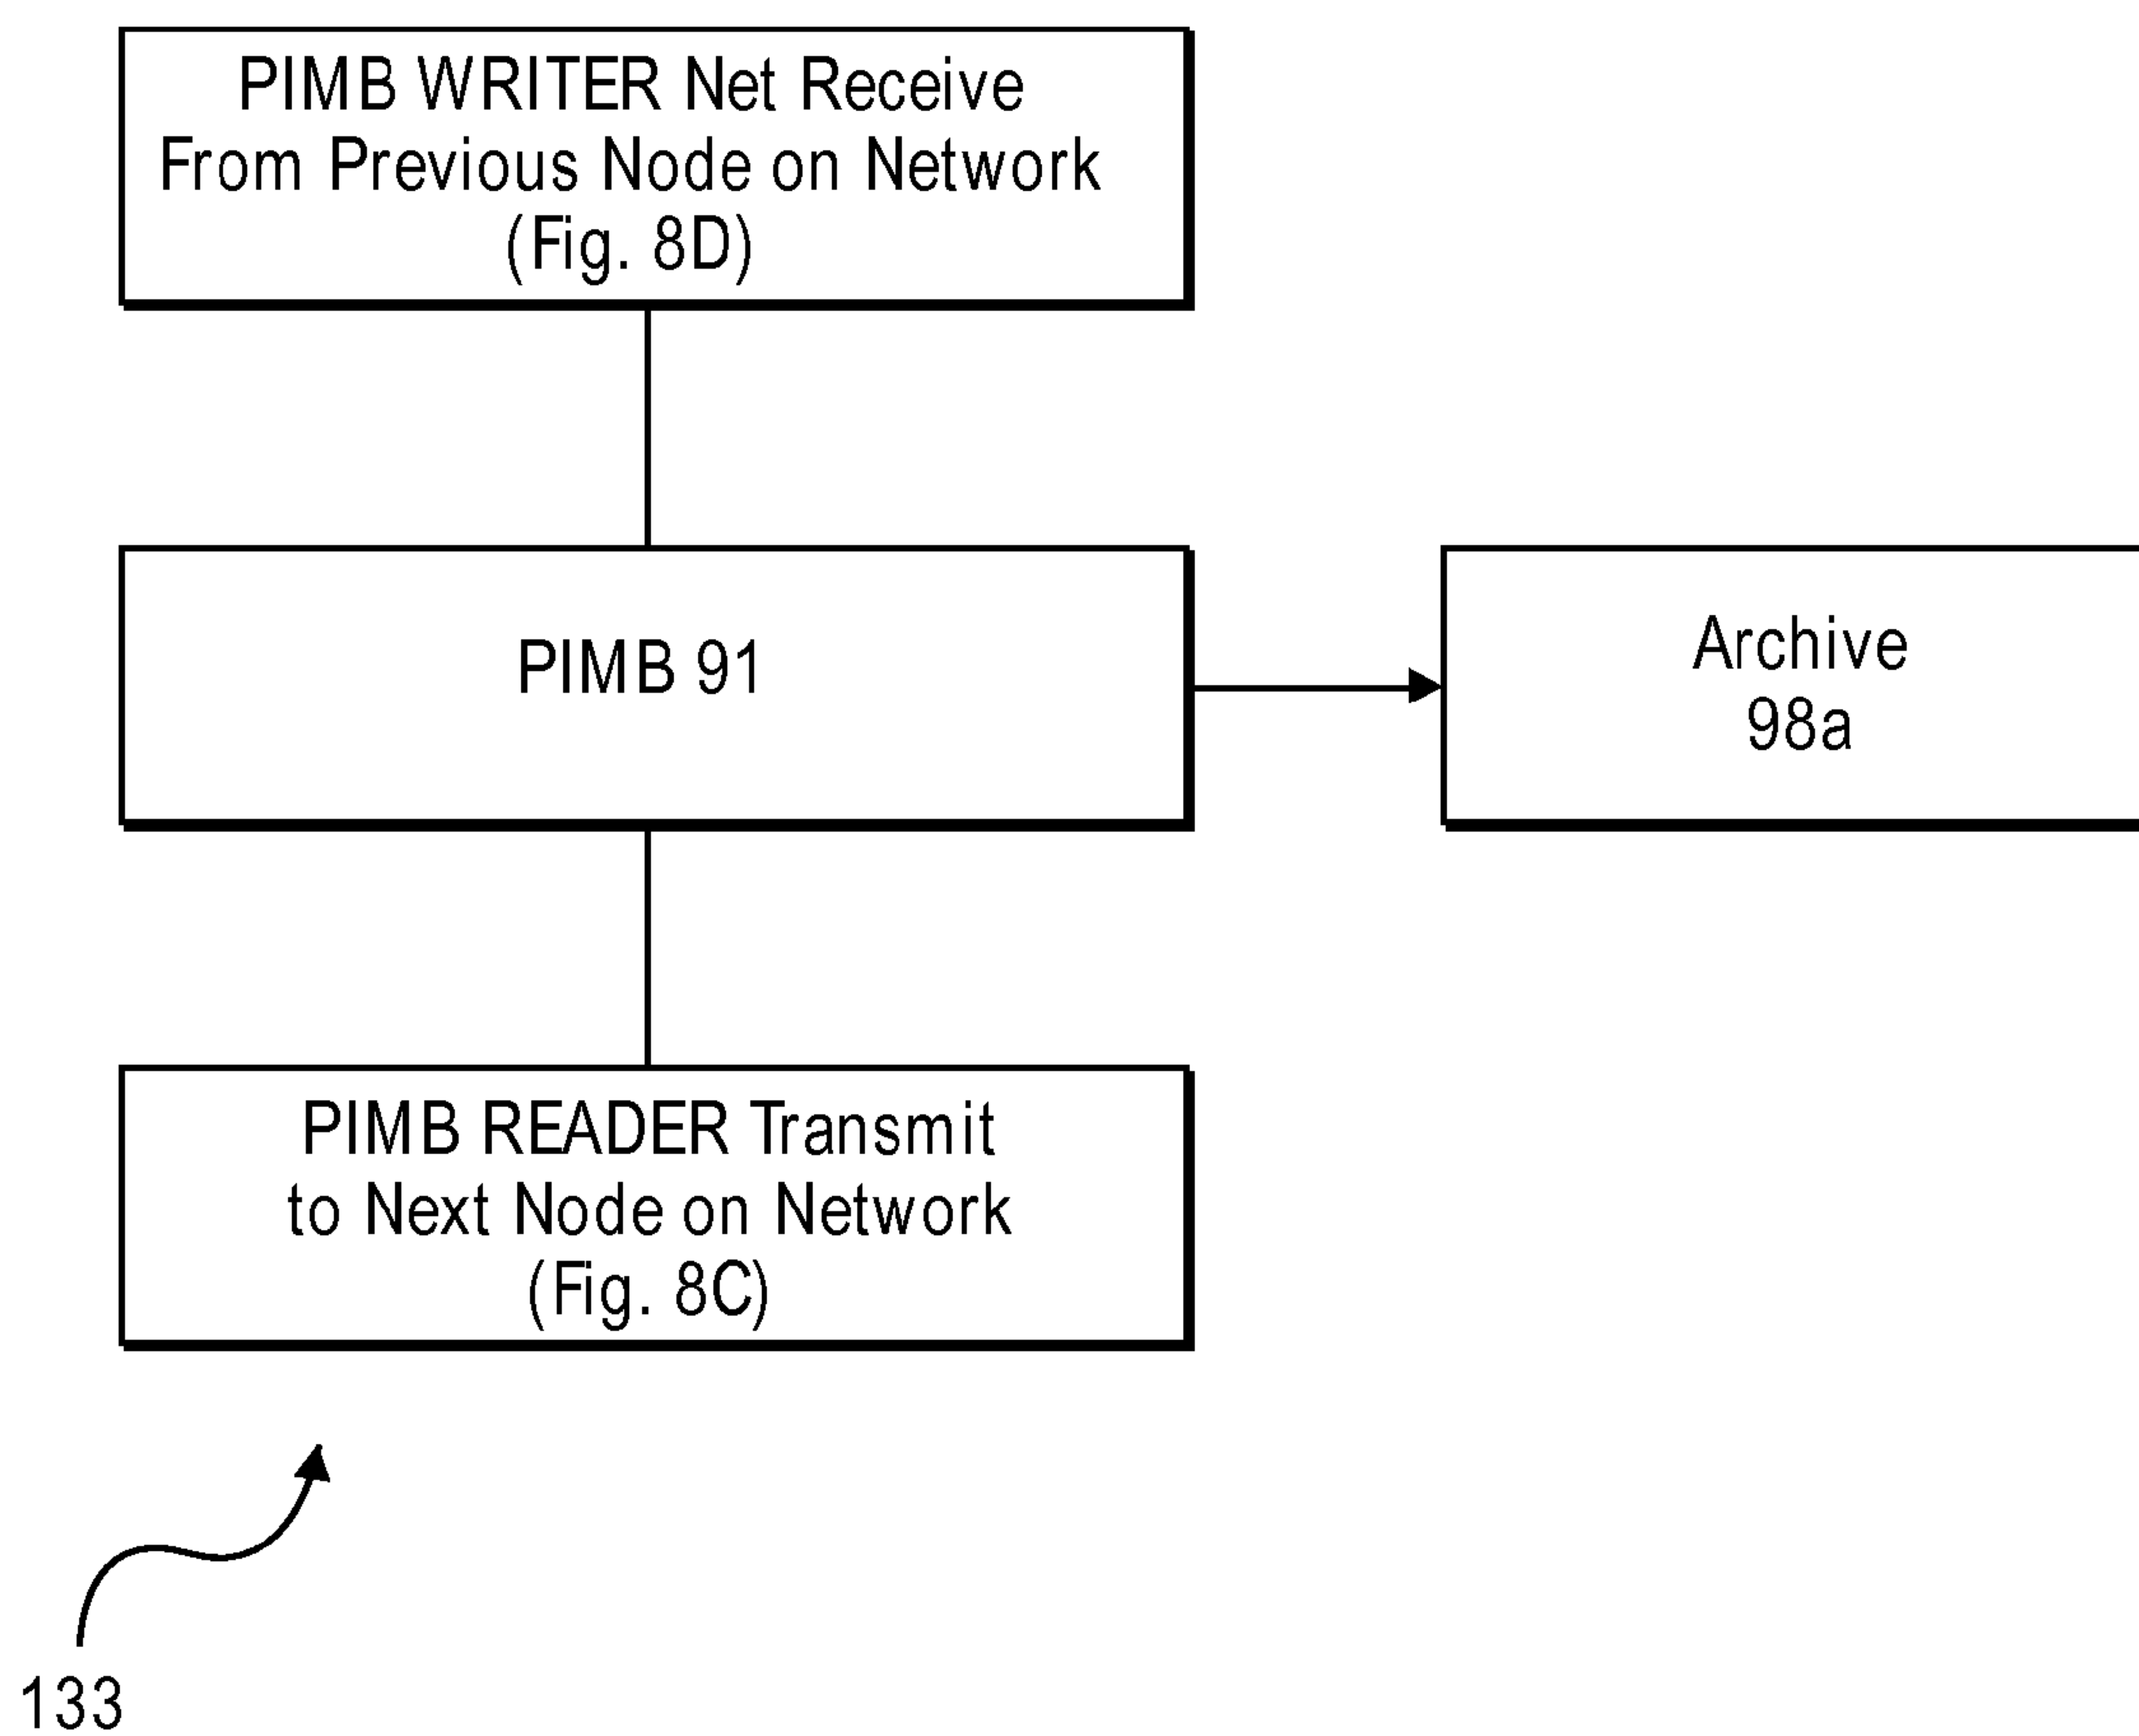 PIMB WRITER Net Receive
From Previous Node on Network
(Fig. 8D)
PIMB 91
Archive
98a
PIMB READER Transmit
to Next Node on Network
(Fig. 8C)
133